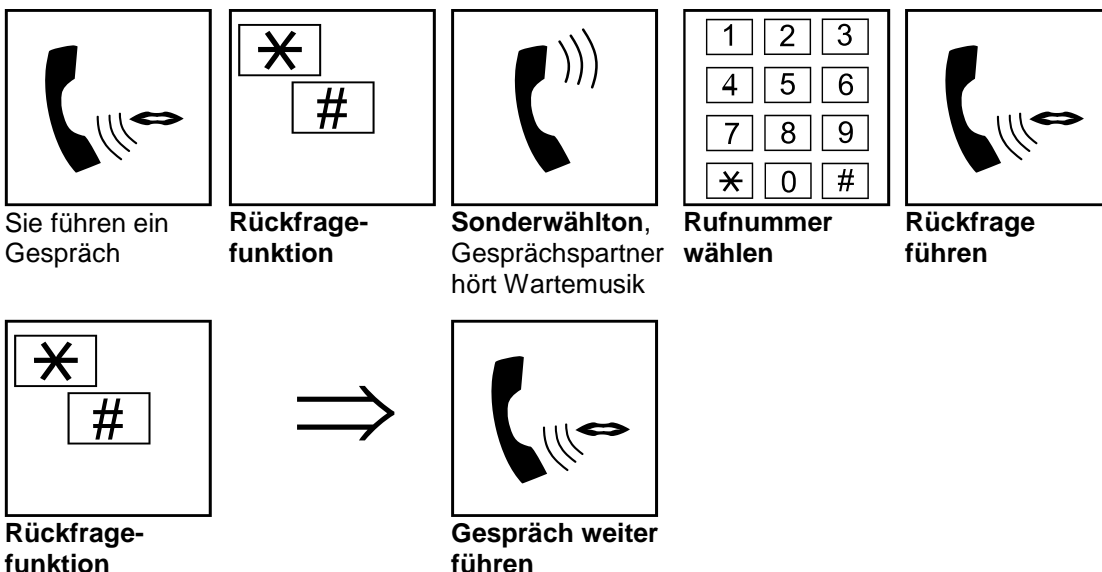 *
#
1 2 3
4 5 6
7 8 9
* 0 #
Sie führen ein
Gespräch
Rückfrage-
funktion
Sonderwählton,
Gesprächspartner
hört Wartemusik
Rufnummer
wählen
Rückfrage
führen
*
#
Rückfrage-
funktion
Gespräch weiter
führen